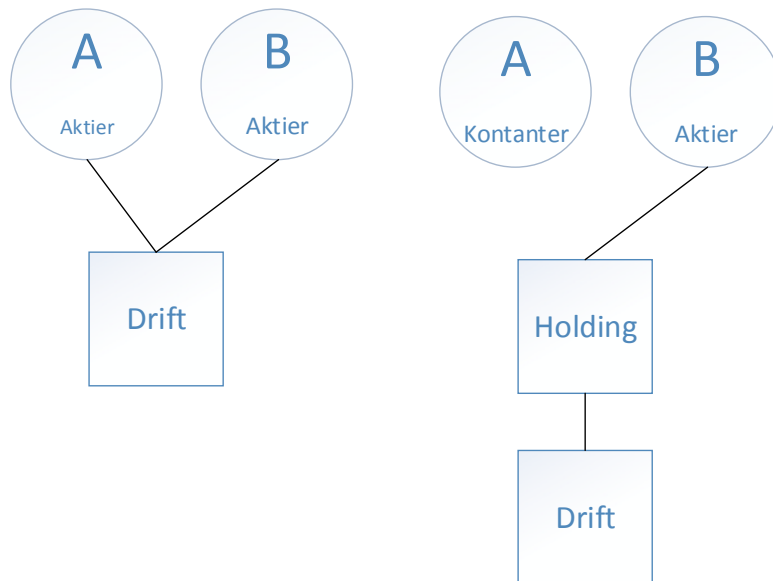 A
Aktier
B
Aktier
Drift
A
Kontanter
B
Aktier
Holding
Drift